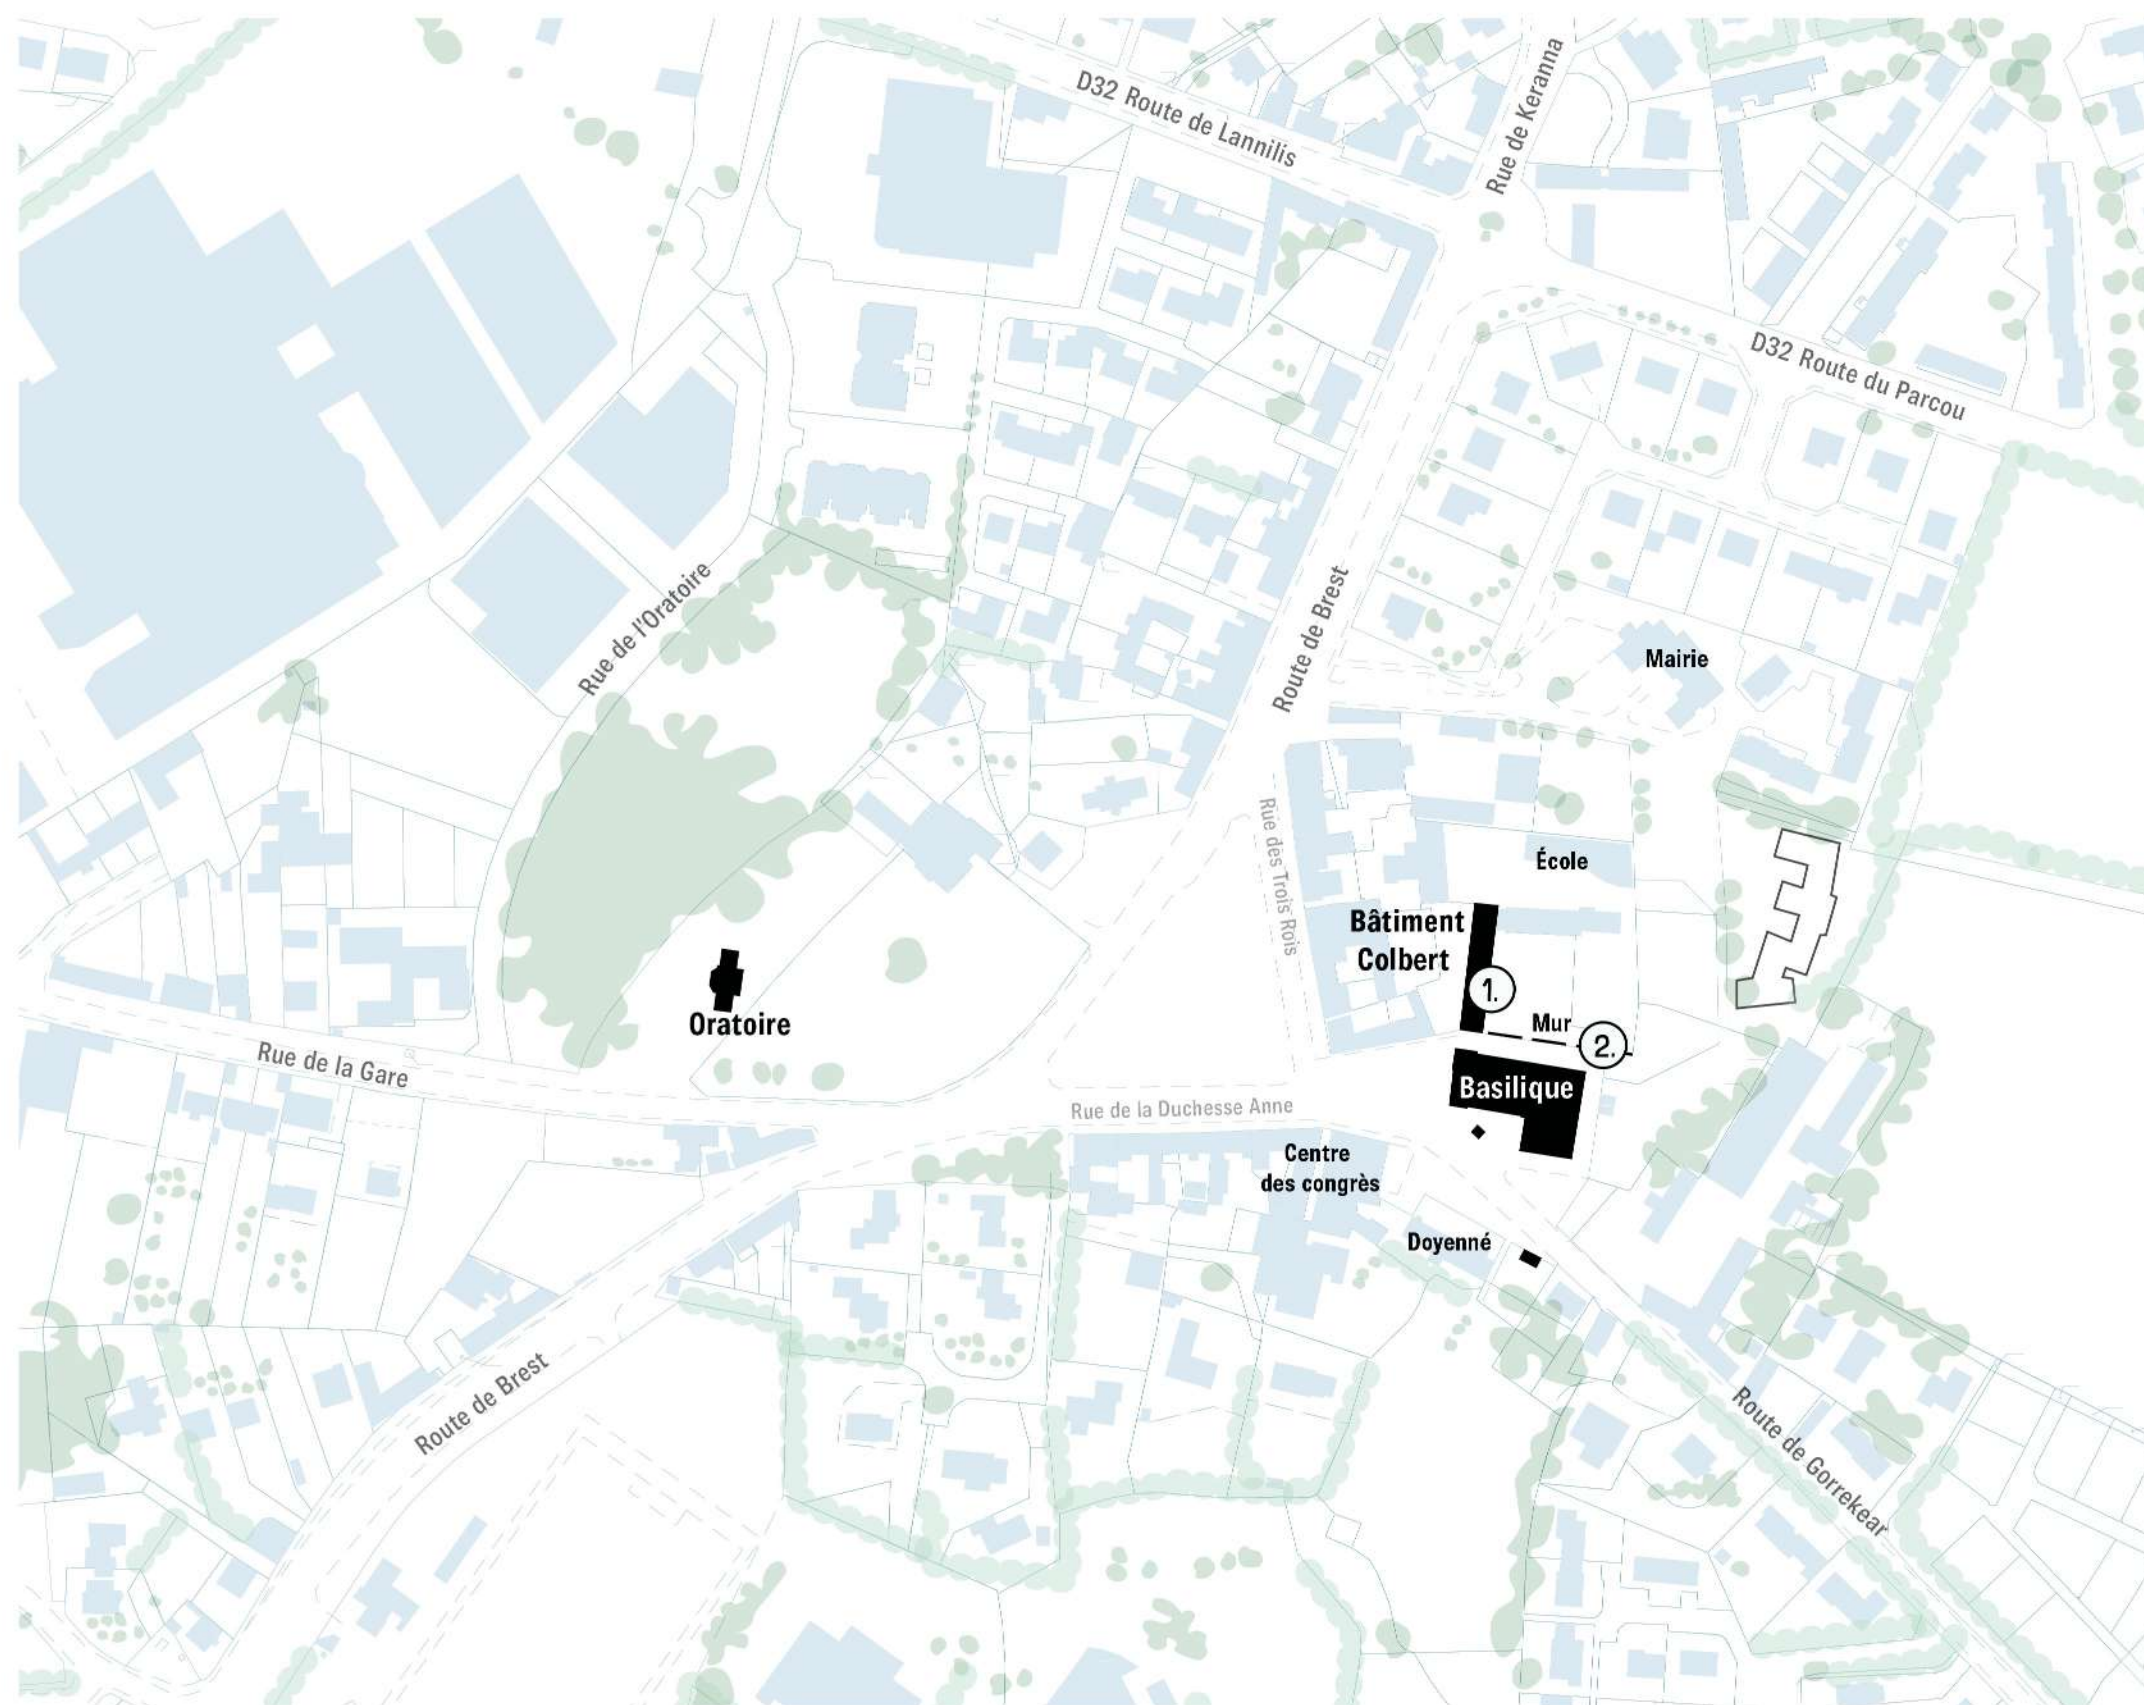 D32 Route de Lannilis
Rue de Keranna
D32 Route du Parcou
Rue de l'Oratoire
Route de Brest
Mairie
Rue des Trois Rois
École
Bâtiment
Colbert
1.
Mur
2.
Oratoire
Rue de la Gare
Basilique
Rue de la Duchesse Anne
Centre
des congrès
Doyenné
Route de Brest
Route de Gorrekear